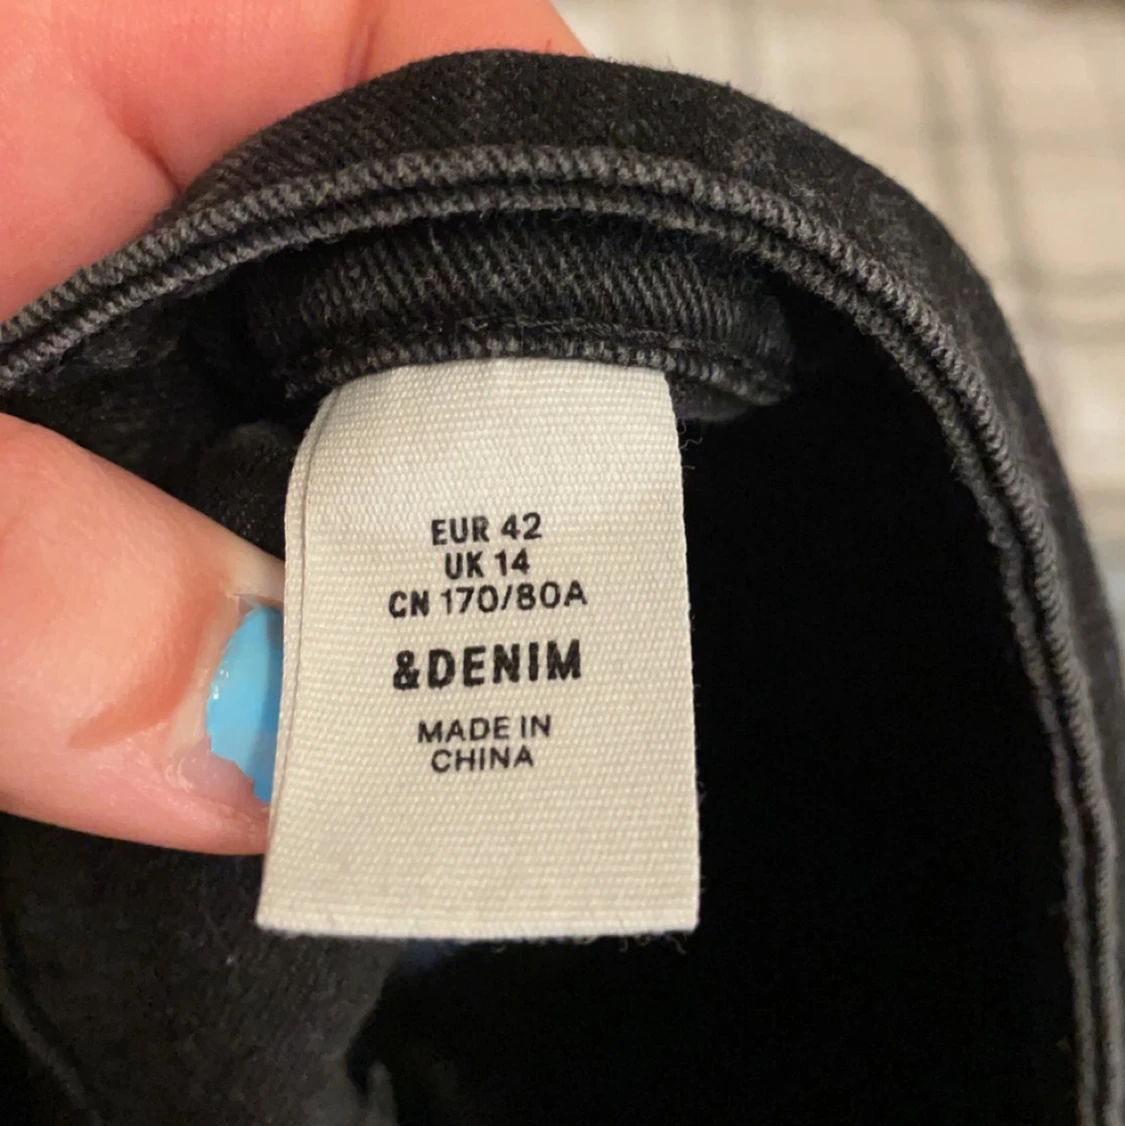 EUR 42
UK 14
CN 170/80A
&DENIM
MADE IN
CHINA